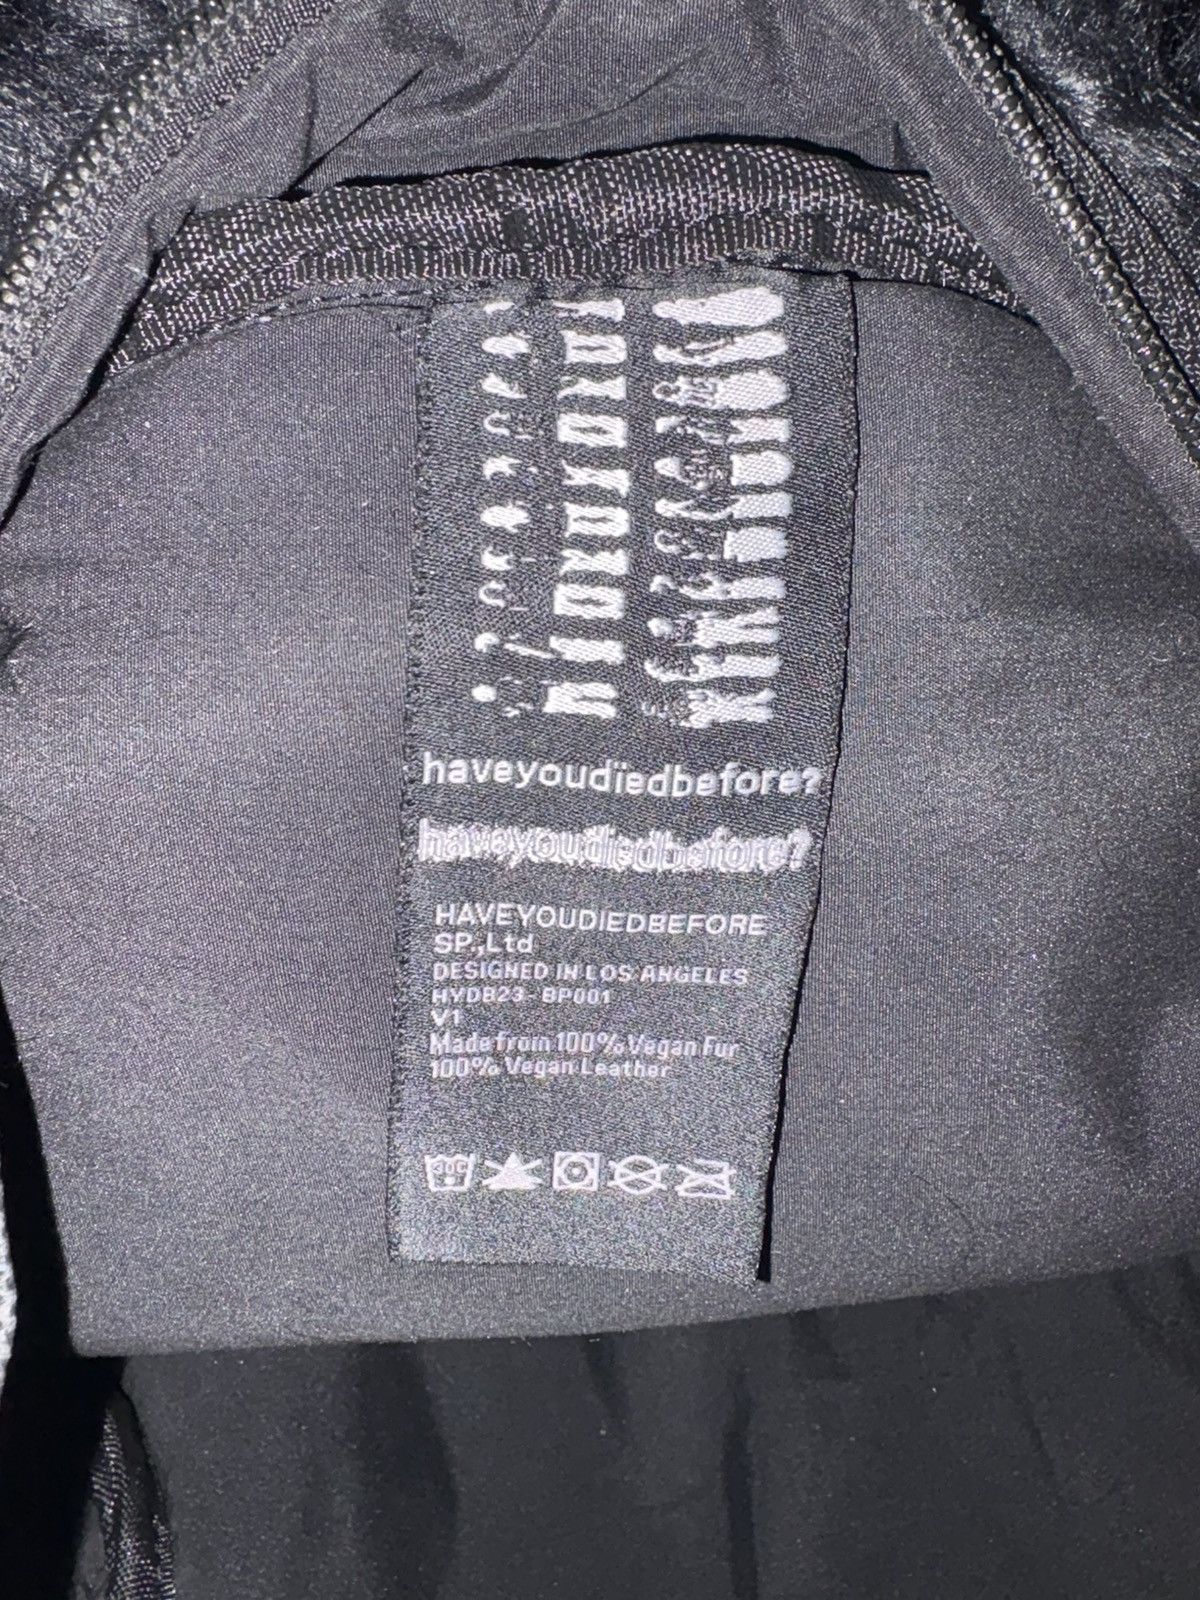 haveyoudiedbefore?
haveyoudiedbefore?
HAVEYOUDIEDBEFORE
SP.,Ltd
DESIGNED IN LOS ANGELES
HYDB23-BP001
V1
Made from 100% Vegan Fur
100% Vegan Leather